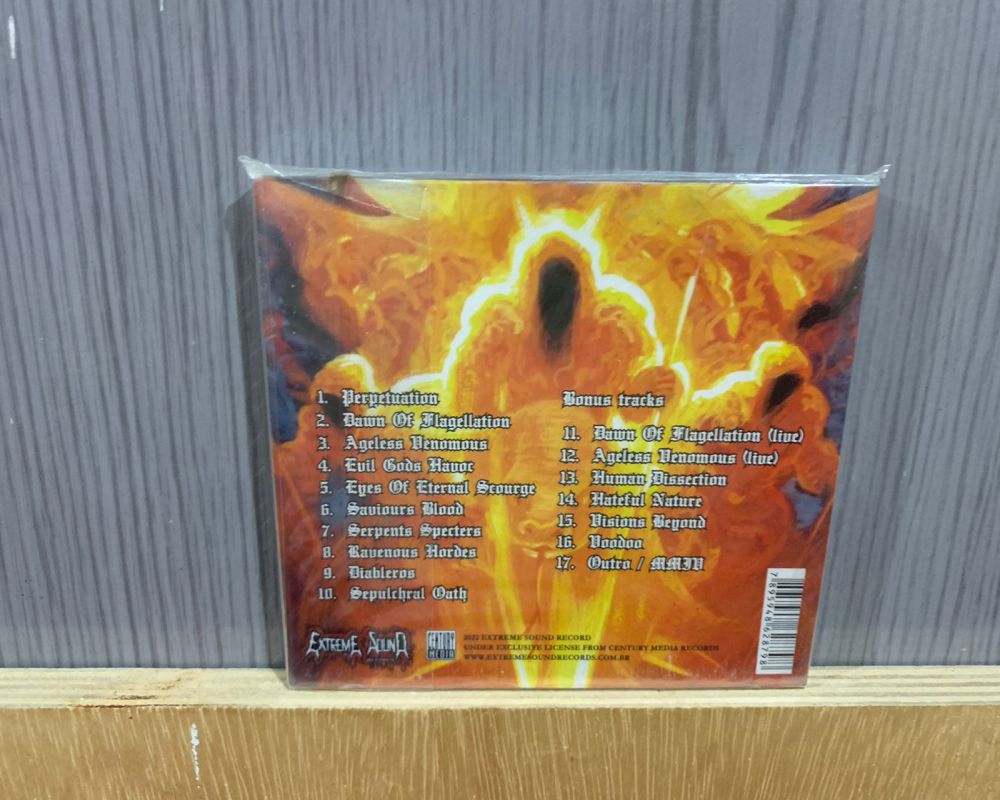 1. Perpetuation
2. Dawn Of Flagellation
3. Ageless Venomous
4. Evil Gods Havoc
5. Eyes Of Eternal Scourge
6. Saviours Blood
7. Serpents Specters
8. Ravenous Hordes
9. Diableros
10. Sepulchral Oath
Bonus tracks
11. Dawn Of Flagellation (live)
12. Ageless Venomous (live)
13. Human Dissection
14. Hateful Nature
15. Visions Beyond
16. Voodoo
17. Outro / MMIV
EXTREME SOUND
CENTURY
MEDIA
2022 EXTREME SOUND RECORD
UNDER EXCLUSIVE LICENSE FROM CENTURY MEDIA RECORDS
WWW.EXTREMESOUNDRECORDS.COM.BR
7 895948 628798